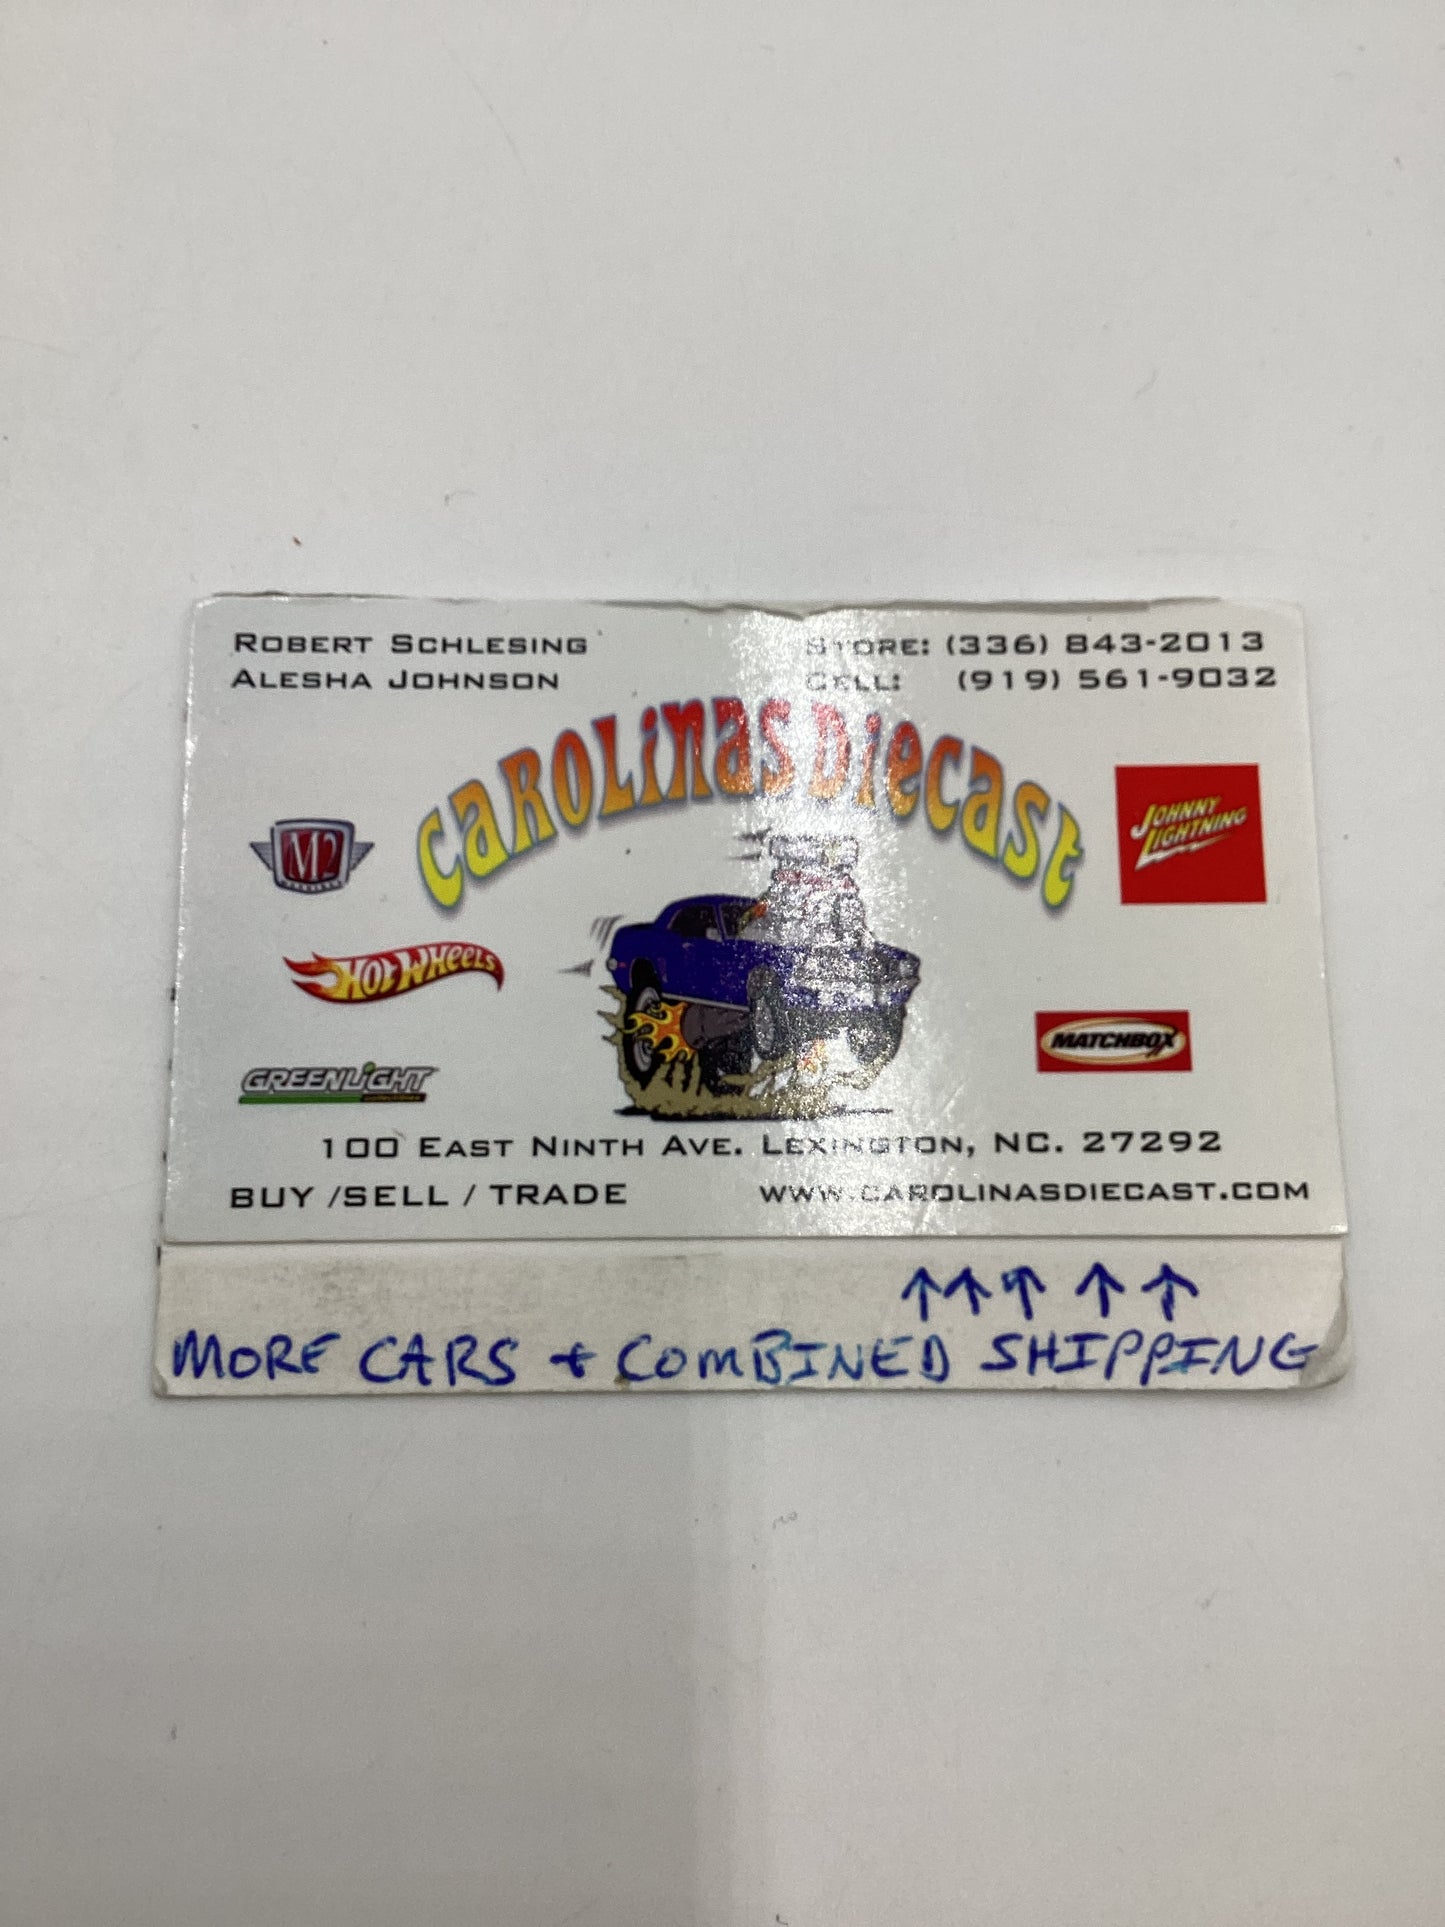 ROBERT SCHLESING
ALESHA JOHNSON
STORE: (336) 843-2013
CELL: (919) 561-9032
CAROLINAS DIECAST
M2
JOHNNY
LIGHTNING
HOT WHEELS
MATCHBOX
GREENLIGHT
100 EAST NINTH AVE. LEXINGTON, NC. 27292
BUY /SELL / TRADE
WWW.CAROLINASDIECAST.COM
↑↑↑↑↑
MORE CARS + COMBINED SHIPPING